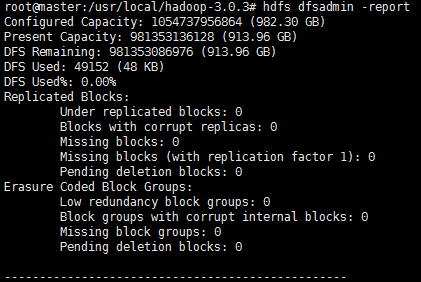 root@master:/usr/local/hadoop-3.0.3# hdfs dfsadmin -report
Configured Capacity: 1054737956864 (982.30 GB)
Present Capacity: 981353136128 (913.96 GB)
DFS Remaining: 981353086976 (913.96 GB)
DFS Used: 49152 (48 KB)
DFS Used%: 0.00%
Replicated Blocks:
        Under replicated blocks: 0
        Blocks with corrupt replicas: 0
        Missing blocks: 0
        Missing blocks (with replication factor 1): 0
        Pending deletion blocks: 0
Erasure Coded Block Groups:
        Low redundancy block groups: 0
        Block groups with corrupt internal blocks: 0
        Missing block groups: 0
        Pending deletion blocks: 0

-------------------------------------------------